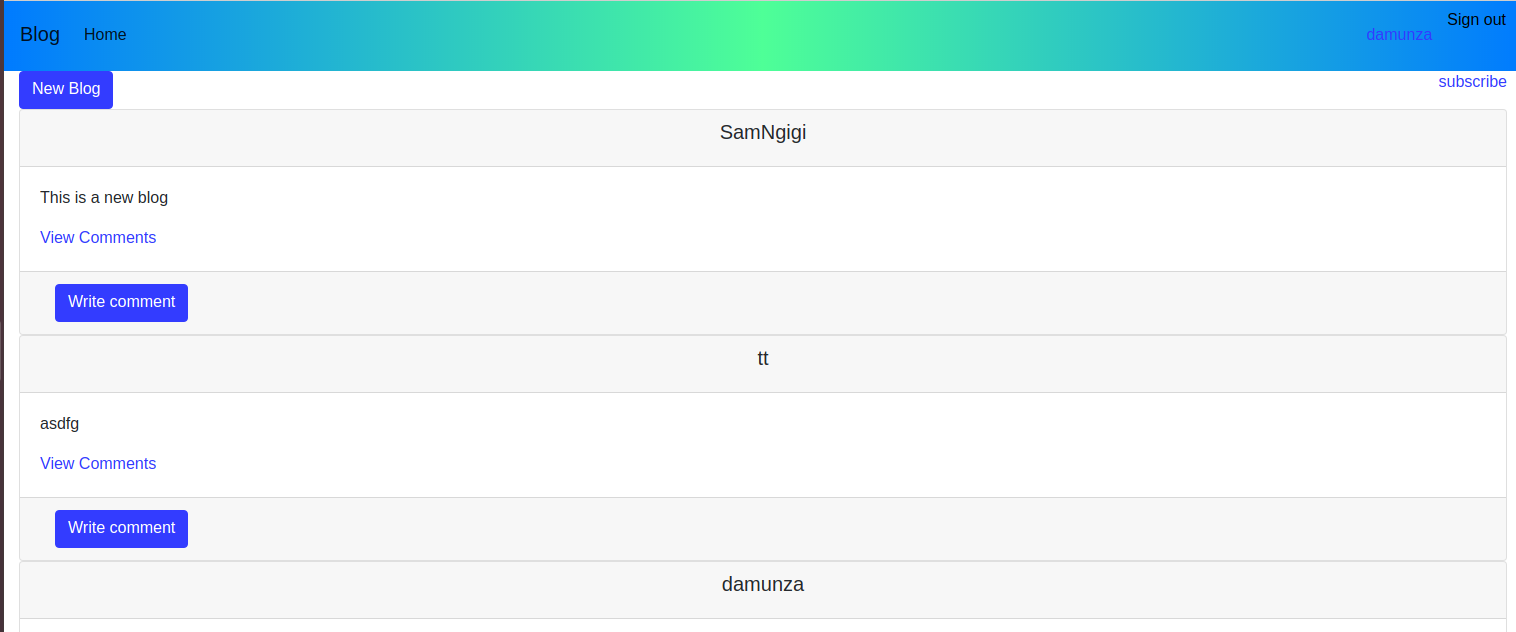 Blog Home Sign out
damunza
New Blog subscribe
SamNgigi
This is a new blog
View Comments
Write comment
tt
asdfg
View Comments
Write comment
damunza